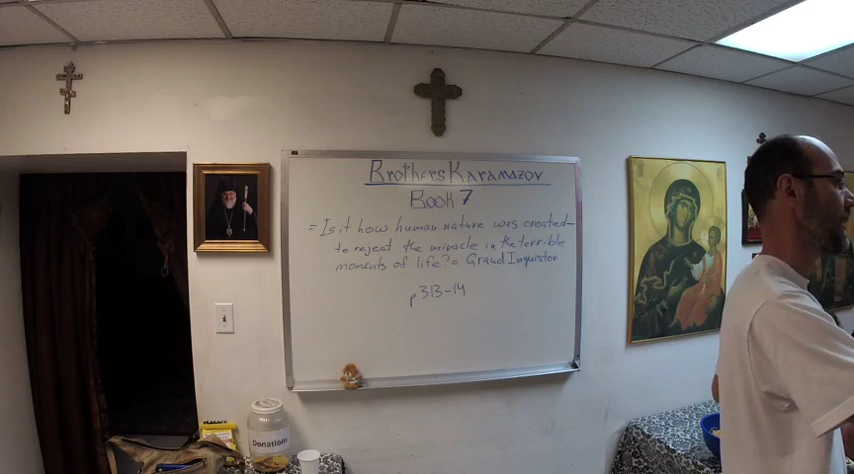 Brothers Karamazov
Book 7
= Is it how human nature was created—
to reject the miracle in the terrible
moments of life? = Grand Inquistor
p 313-14
Donations